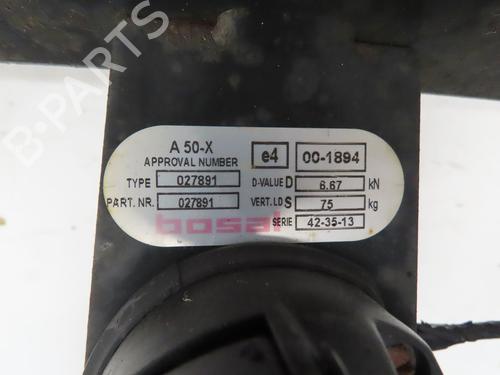 A 50-X
APPROVAL NUMBER
e4 00-1894
TYPE 027891 D-VALUE D 6.67 kN
PART. NR. 027891 VERT. LD S 75 kg
bosal SERIE 42-35-13
B-Parts